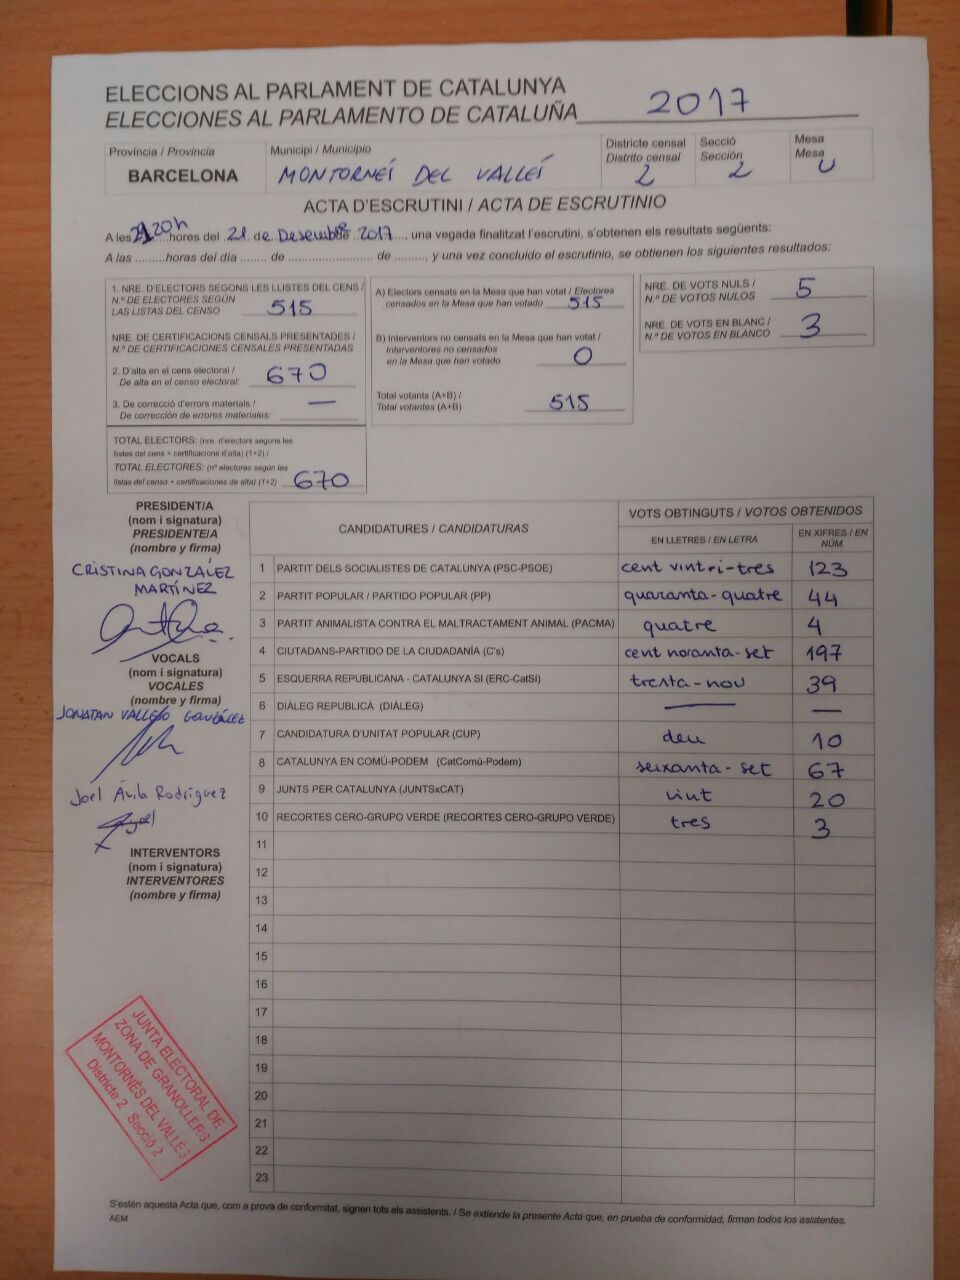 ELECCIONS AL PARLAMENT DE CATALUNYA
ELECCIONES AL PARLAMENTO DE CATALUÑA 2017
Província / Provincia
BARCELONA
Municipi / Municipio
MONTORNÉS DEL VALLÉS
Districte censal
Distrito censal
2
Secció
Sección
2
Mesa
Mesa
U
ACTA D'ESCRUTINI / ACTA DE ESCRUTINIO
A les 21 20h hores del 21 de Desembre 2017, una vegada finalitzat l'escrutini, s'obtenen els resultats següents:
A las .........horas del día ........ de ......................... de .........., y una vez concluido el escrutinio, se obtienen los siguientes resultados:
1. NRE. D'ELECTORS SEGONS LES LLISTES DEL CENS /
N.º DE ELECTORES SEGÚN
LAS LISTAS DEL CENSO 515
NRE. DE CERTIFICACIONS CENSALS PRESENTADES /
N.º DE CERTIFICACIONES CENSALES PRESENTADAS
2. D'alta en el cens electoral /
De alta en el censo electoral: 670
3. De correcció d'errors materials / —
De corrección de errores materiales:
TOTAL ELECTORS: (nre. d'electors segons les
llistes del cens + certificacions d'alta) (1+2) /
TOTAL ELECTORES: (nº electores según las
listas del censo + certificaciones de alta) (1+2) 670
A) Electors censats en la Mesa que han votat / Electores
censados en la Mesa que han votado 515
B) Interventors no censats en la Mesa que han votat /
Interventores no censados
en la Mesa que han votado 0
Total votants (A+B) /
Total votantes (A+B) 515
NRE. DE VOTS NULS /
N.º DE VOTOS NULOS 5
NRE. DE VOTS EN BLANC /
N.º DE VOTOS EN BLANCO 3
PRESIDENT/A
(nom i signatura)
PRESIDENTE/A
(nombre y firma)
CRISTINA GONZALEZ
MARTÍNEZ
VOCALS
(nom i signatura)
VOCALES
(nombre y firma)
JONATAN VALLEJO GONZÁLEZ
Joel Ávila Rodríguez
INTERVENTORS
(nom i signatura)
INTERVENTORES
(nombre y firma)
CANDIDATURES / CANDIDATURAS
VOTS OBTINGUTS / VOTOS OBTENIDOS
EN LLETRES / EN LETRA
EN XIFRES / EN NÚM.
1 PARTIT DELS SOCIALISTES DE CATALUNYA (PSC-PSOE) cent vint-i-tres 123
2 PARTIT POPULAR / PARTIDO POPULAR (PP) quaranta-quatre 44
3 PARTIT ANIMALISTA CONTRA EL MALTRACTAMENT ANIMAL (PACMA) quatre 4
4 CIUTADANS-PARTIDO DE LA CIUDADANÍA (C's) cent noranta-set 197
5 ESQUERRA REPUBLICANA - CATALUNYA SI (ERC-CatSí) trenta-nou 39
6 DIÀLEG REPUBLICÀ (DIÀLEG) — —
7 CANDIDATURA D'UNITAT POPULAR (CUP) deu 10
8 CATALUNYA EN COMÚ-PODEM (CatComú-Podem) seixanta-set 67
9 JUNTS PER CATALUNYA (JUNTSxCAT) vint 20
10 RECORTES CERO-GRUPO VERDE (RECORTES CERO-GRUPO VERDE) tres 3
11
12
13
14
15
16
17
18
19
20
21
22
23
JUNTA ELECTORAL DE
ZONA DE GRANOLLERS
MONTORNÈS DEL VALLÈS
Districte 2 Secció 2
S'estén aquesta Acta que, com a prova de conformitat, signen tots els assistents. / Se extiende la presente Acta que, en prueba de conformidad, firman todos los asistentes.
AEM